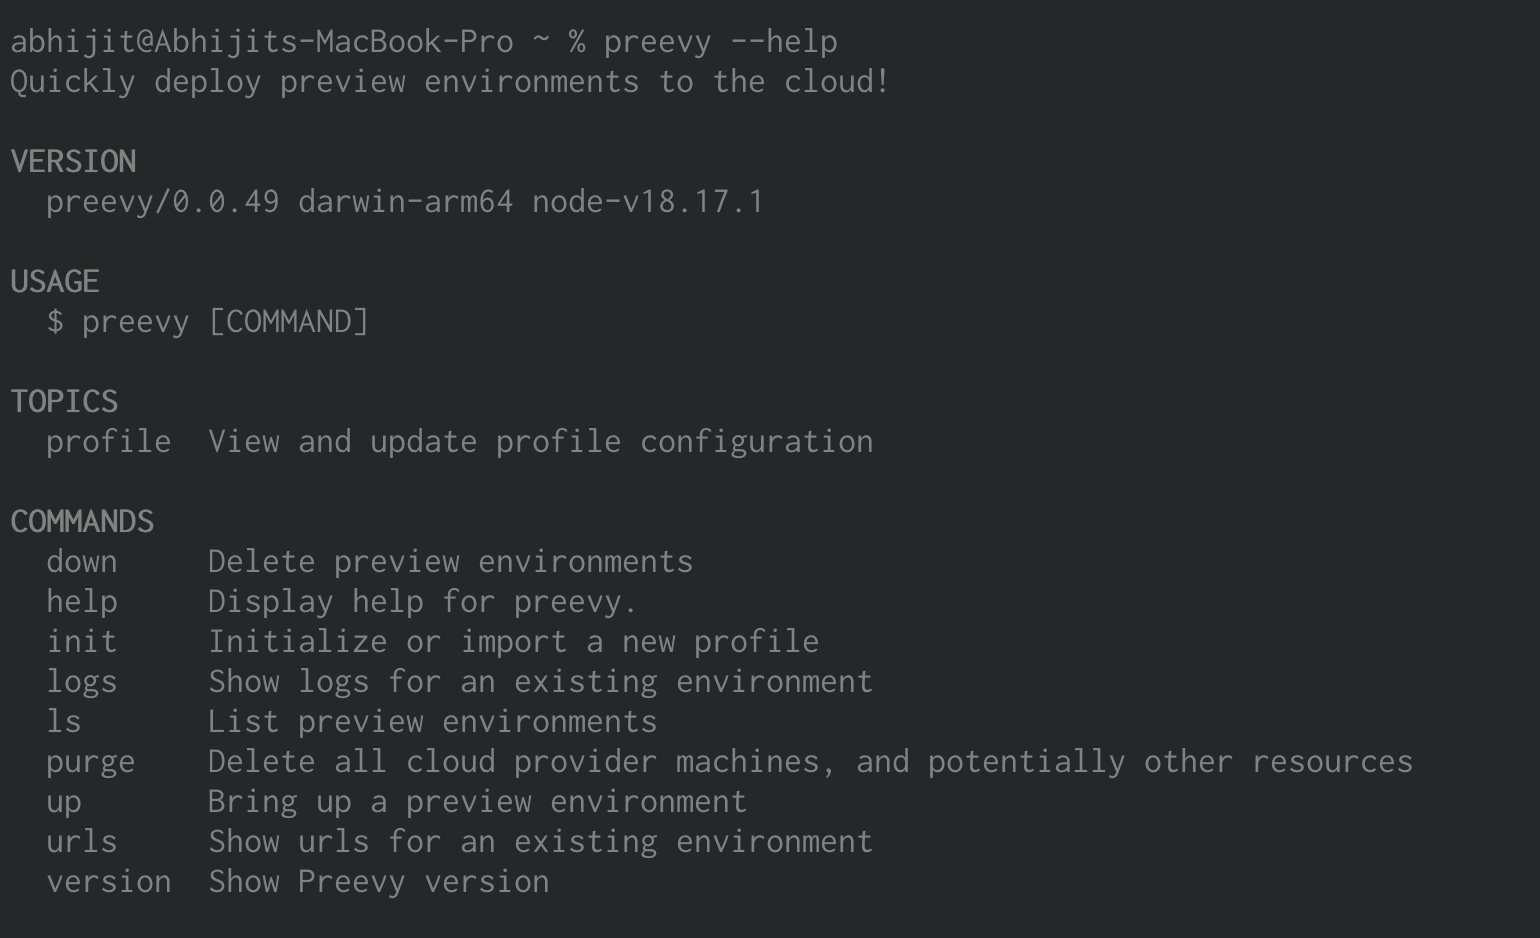 abhijit@Abhijits-MacBook-Pro ~ % preevy --help
Quickly deploy preview environments to the cloud!
VERSION
preevy/0.0.49 darwin-arm64 node-v18.17.1
USAGE
$ preevy [COMMAND]
TOPICS
profile  View and update profile configuration
COMMANDS
down     Delete preview environments
help     Display help for preevy.
init     Initialize or import a new profile
logs     Show logs for an existing environment
ls       List preview environments
purge    Delete all cloud provider machines, and potentially other resources
up       Bring up a preview environment
urls     Show urls for an existing environment
version  Show Preevy version